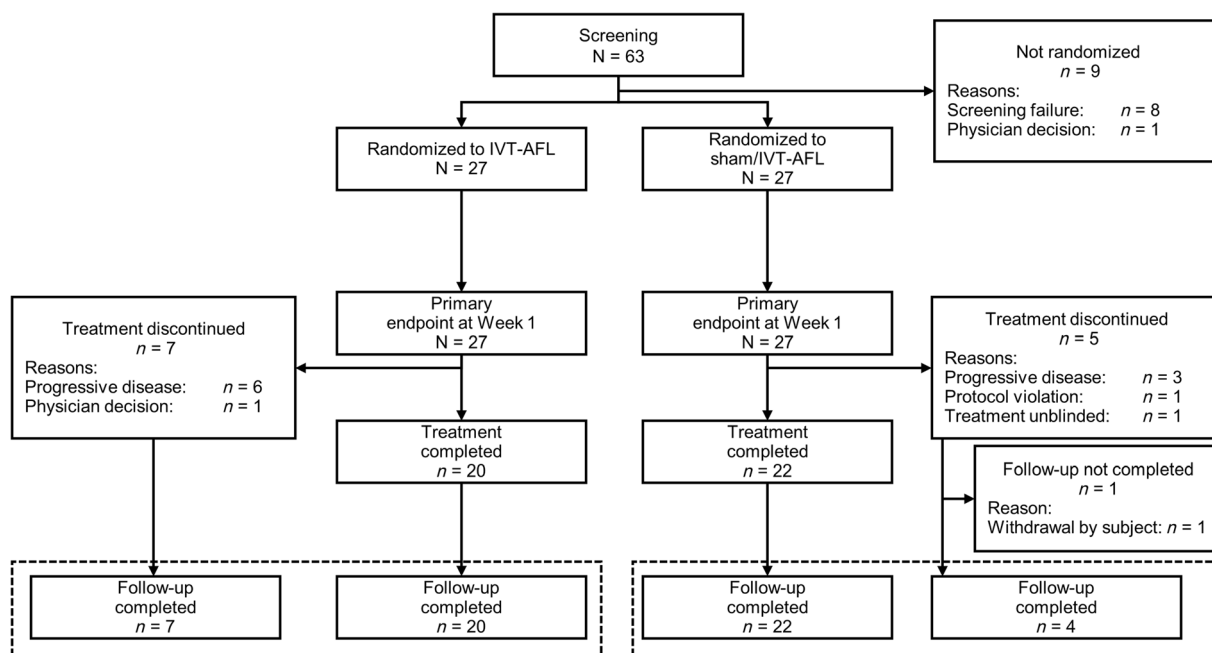 Screening
N = 63
Not randomized
n = 9
Reasons:
Screening failure: n = 8
Physician decision: n = 1
Randomized to IVT-AFL
N = 27
Randomized to
sham/IVT-AFL
N = 27
Primary
endpoint at Week 1
N = 27
Primary
endpoint at Week 1
N = 27
Treatment discontinued
n = 7
Reasons:
Progressive disease: n = 6
Physician decision: n = 1
Treatment discontinued
n = 5
Reasons:
Progressive disease: n = 3
Protocol violation: n = 1
Treatment unblinded: n = 1
Treatment
completed
n = 20
Treatment
completed
n = 22
Follow-up not completed
n = 1
Reason:
Withdrawal by subject: n = 1
Follow-up
completed
n = 7
Follow-up
completed
n = 20
Follow-up
completed
n = 22
Follow-up
completed
n = 4